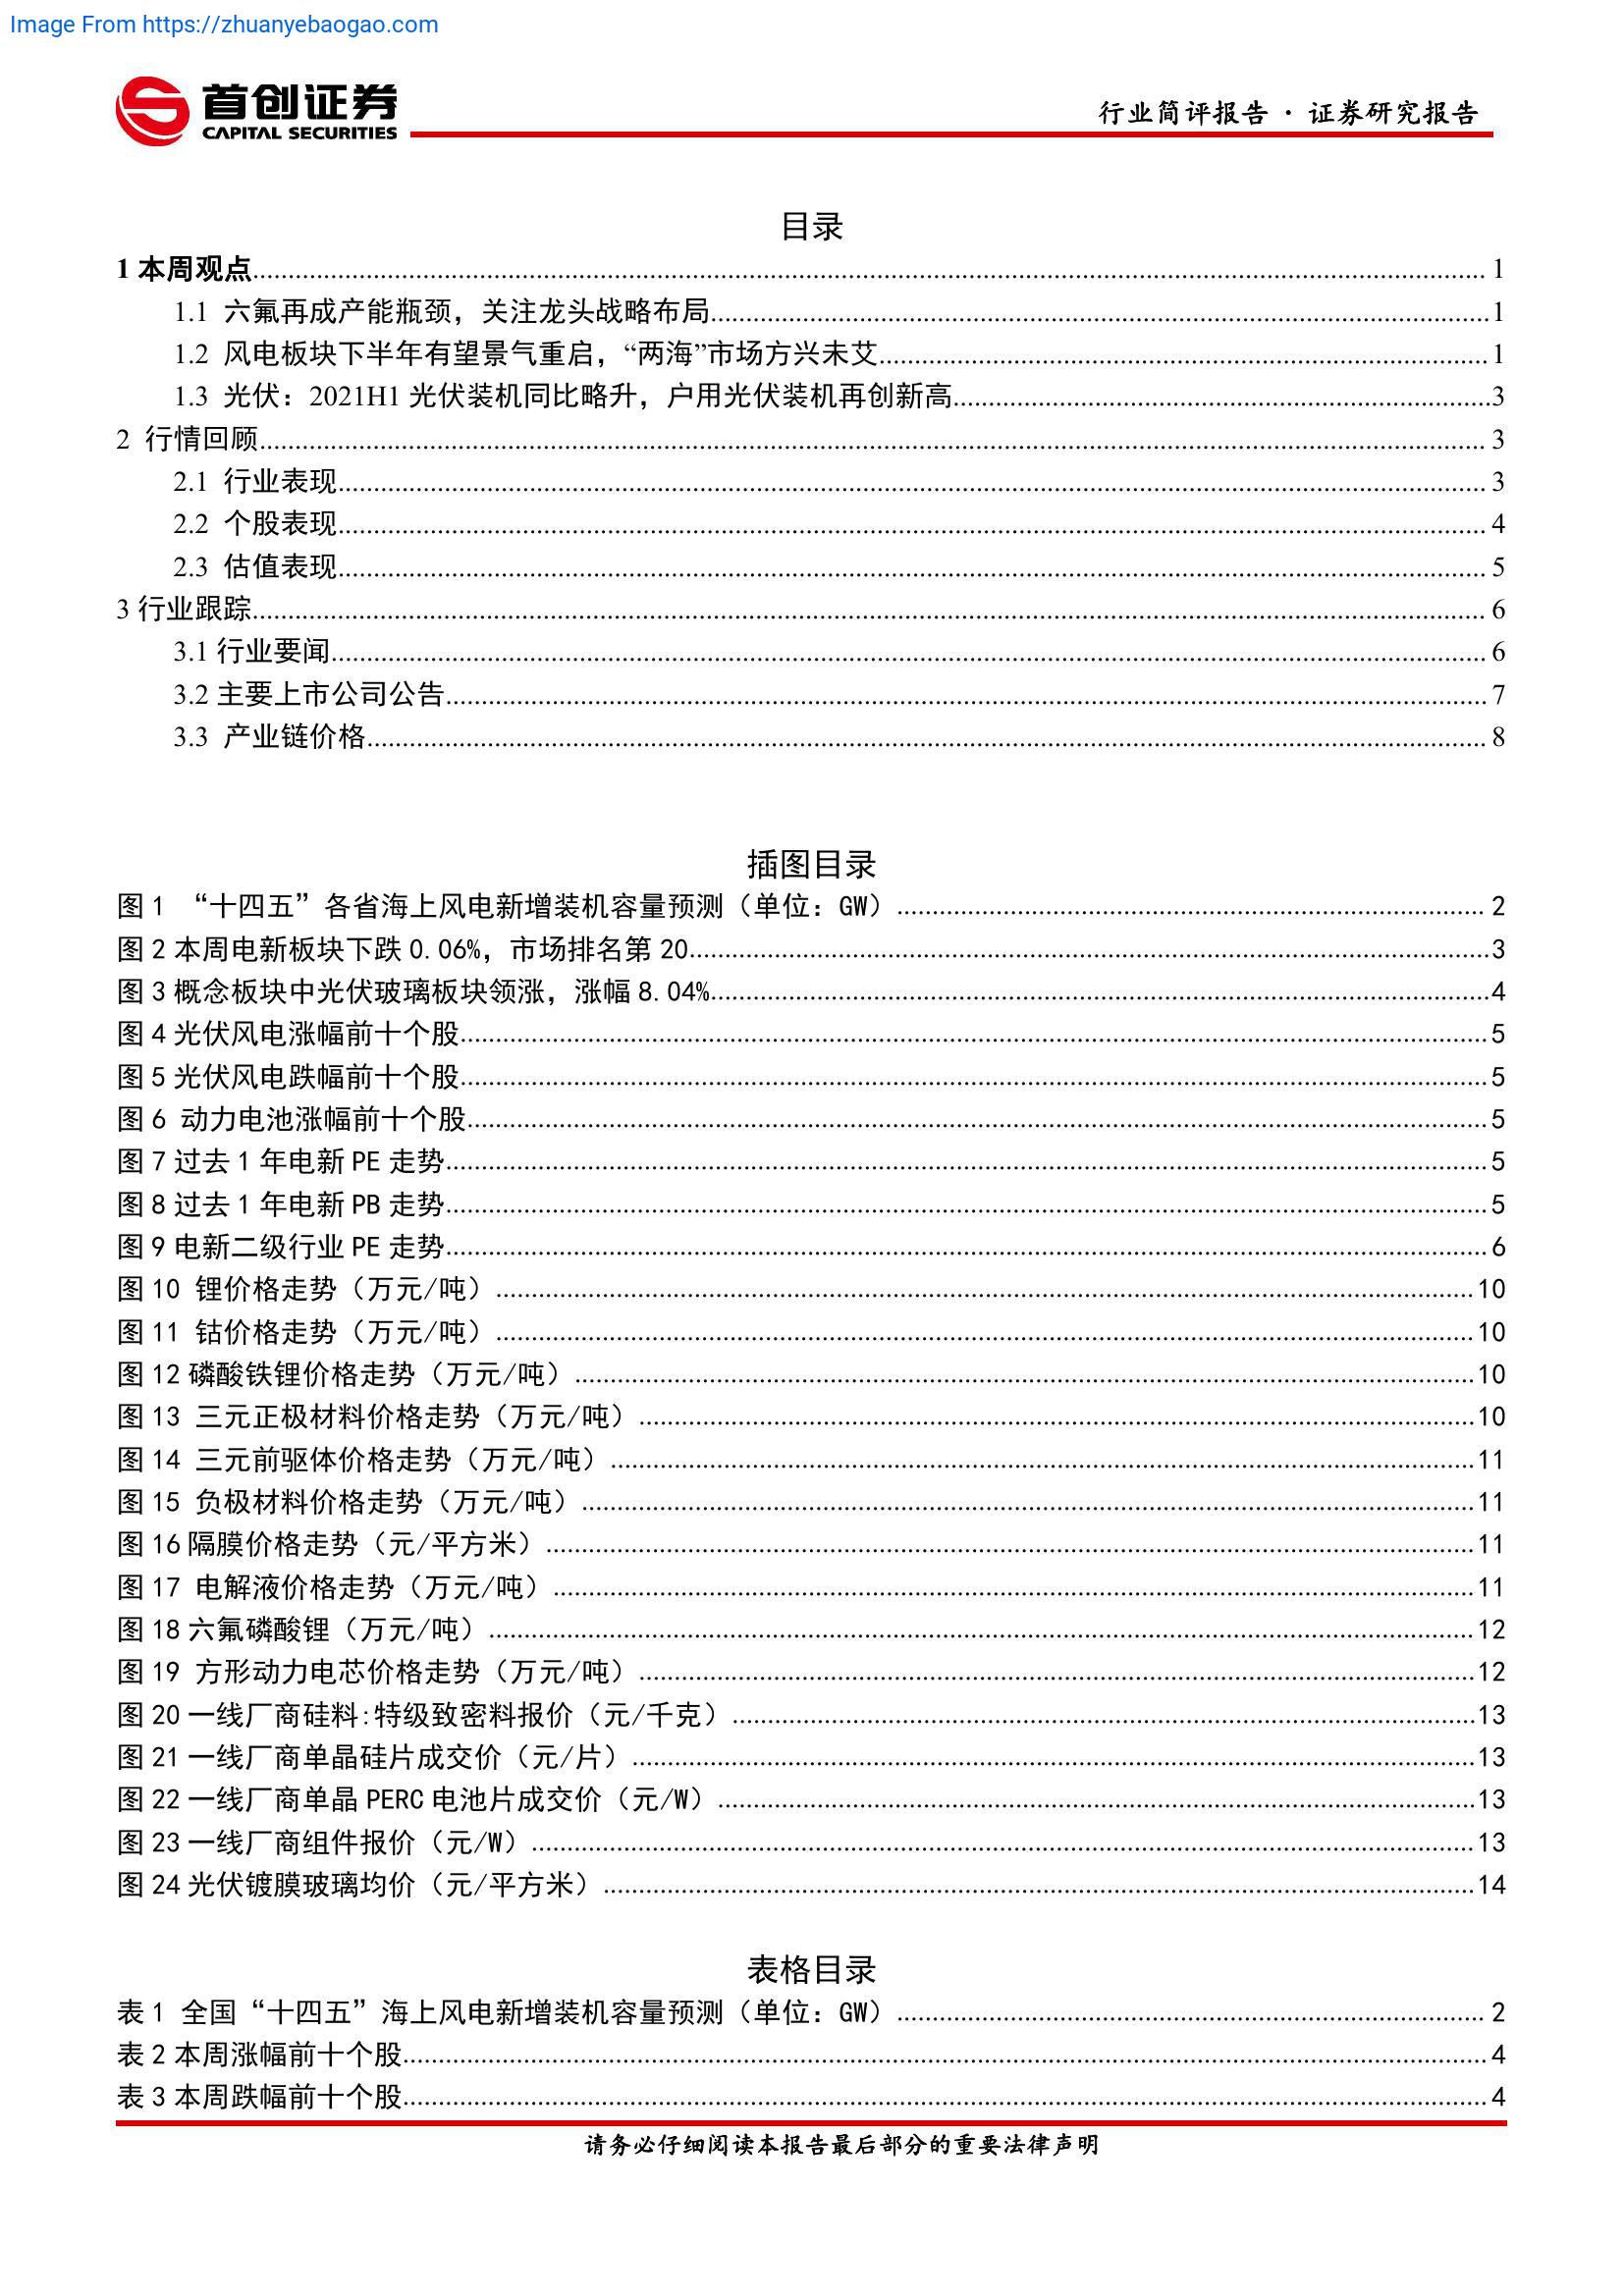 Image From https://zhuanyebaogao.com
首创证券
CAPITAL SECURITIES
行业简评报告 · 证券研究报告
目录
1 本周观点 1
1.1 六氟再成产能瓶颈，关注龙头战略布局 1
1.2 风电板块下半年有望景气重启，“两海”市场方兴未艾 1
1.3 光伏：2021H1 光伏装机同比略升，户用光伏装机再创新高 3
2 行情回顾 3
2.1 行业表现 3
2.2 个股表现 4
2.3 估值表现 5
3 行业跟踪 6
3.1 行业要闻 6
3.2 主要上市公司公告 7
3.3 产业链价格 8
插图目录
图 1 “十四五”各省海上风电新增装机容量预测（单位：GW） 2
图 2 本周电新板块下跌 0.06%，市场排名第 20 3
图 3 概念板块中光伏玻璃板块领涨，涨幅 8.04% 4
图 4 光伏风电涨幅前十个股 5
图 5 光伏风电跌幅前十个股 5
图 6 动力电池涨幅前十个股 5
图 7 过去 1 年电新 PE 走势 5
图 8 过去 1 年电新 PB 走势 5
图 9 电新二级行业 PE 走势 6
图 10 锂价格走势（万元/吨） 10
图 11 钴价格走势（万元/吨） 10
图 12 磷酸铁锂价格走势（万元/吨） 10
图 13 三元正极材料价格走势（万元/吨） 10
图 14 三元前驱体价格走势（万元/吨） 11
图 15 负极材料价格走势（万元/吨） 11
图 16 隔膜价格走势（元/平方米） 11
图 17 电解液价格走势（万元/吨） 11
图 18 六氟磷酸锂（万元/吨） 12
图 19 方形动力电芯价格走势（万元/吨） 12
图 20 一线厂商硅料:特级致密料报价（元/千克） 13
图 21 一线厂商单晶硅片成交价（元/片） 13
图 22 一线厂商单晶 PERC 电池片成交价（元/W） 13
图 23 一线厂商组件报价（元/W） 13
图 24 光伏镀膜玻璃均价（元/平方米） 14
表格目录
表 1 全国“十四五”海上风电新增装机容量预测（单位：GW） 2
表 2 本周涨幅前十个股 4
表 3 本周跌幅前十个股 4
请务必仔细阅读本报告最后部分的重要法律声明